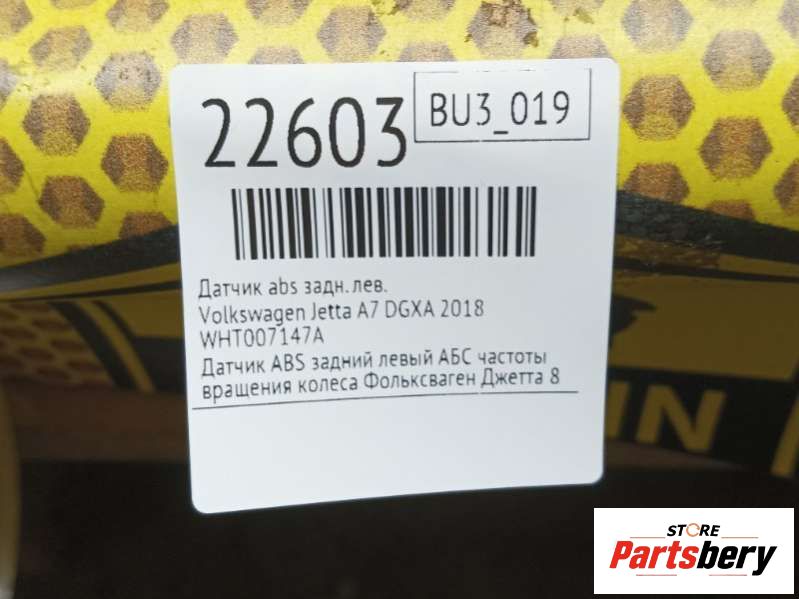 22603
BU3_019
Датчик abs задн.лев.
Volkswagen Jetta A7 DGXA 2018
WHT007147A
Датчик ABS задний левый АБС частоты
вращения колеса Фольксваген Джетта 8
IN
STORE
Partsbery